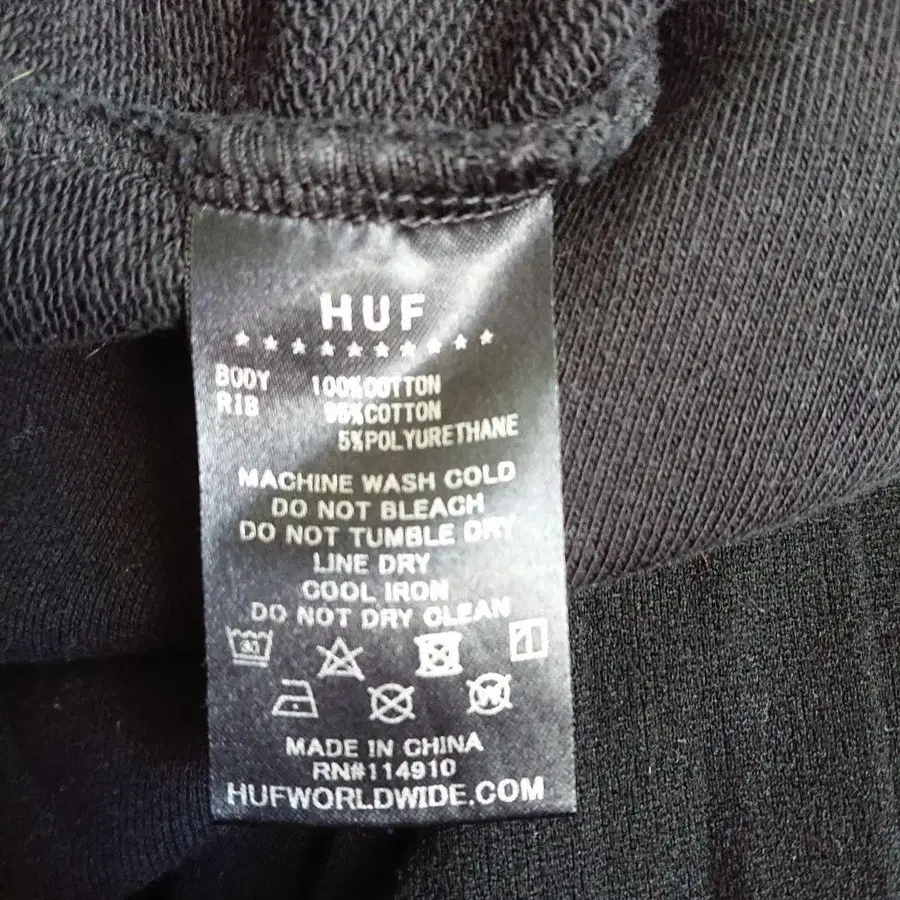 HUF
BODY 100%COTTON
RIB 95%COTTON
5%POLYURETHANE
MACHINE WASH COLD
DO NOT BLEACH
DO NOT TUMBLE DRY
LINE DRY
COOL IRON
DO NOT DRY CLEAN
30
W
MADE IN CHINA
RN#114910
HUFWORLDWIDE.COM